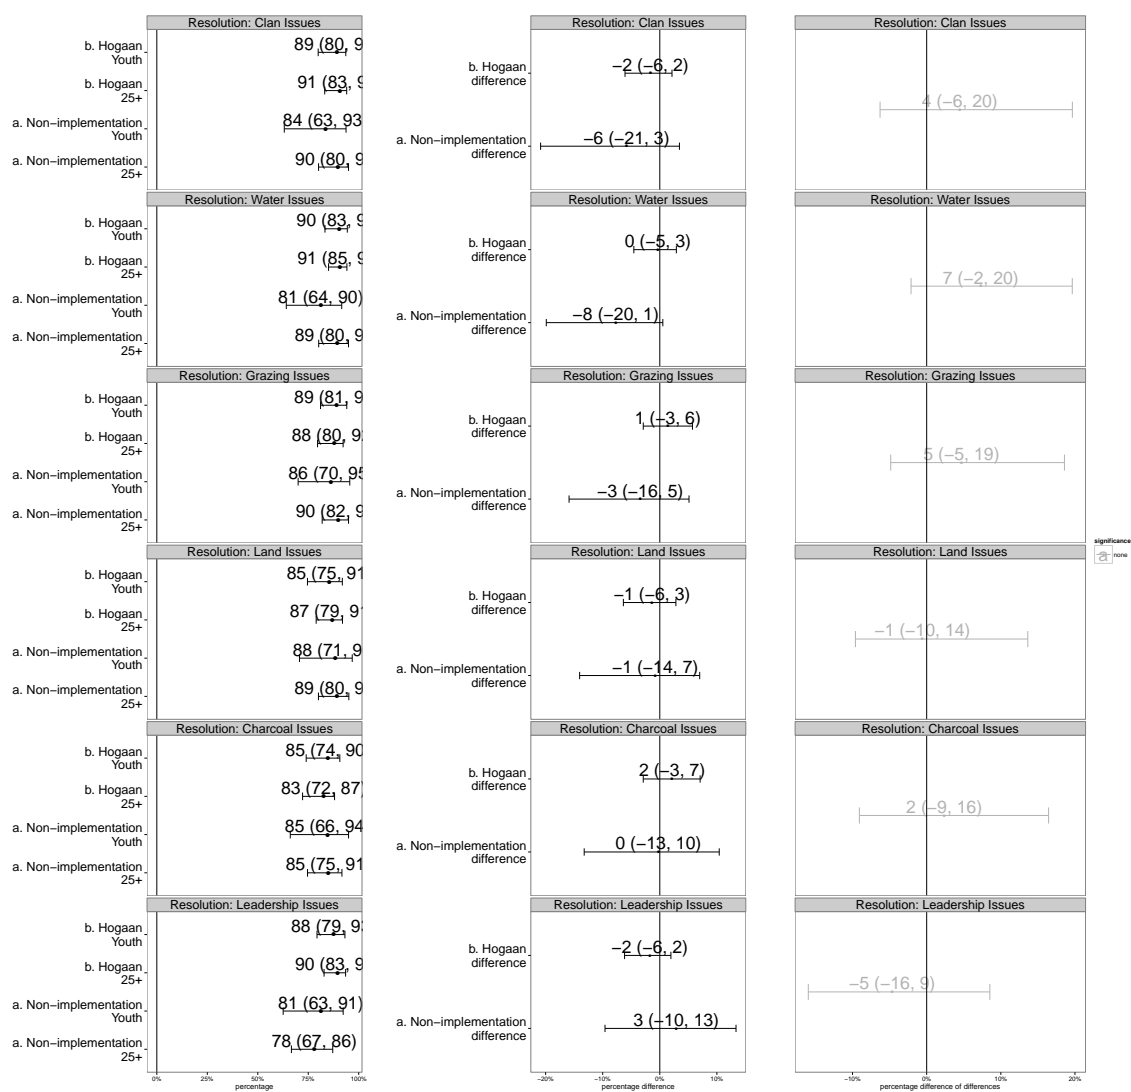 Resolution: Clan Issues
b. Hogaan
Youth
89 (80, 9
b. Hogaan
25+
91 (83, 9
a. Non−implementation
Youth
84 (63, 93
a. Non−implementation
25+
90 (80, 9
Resolution: Water Issues
b. Hogaan
Youth
90 (83, 9
b. Hogaan
25+
91 (85, 9
a. Non−implementation
Youth
81 (64, 90)
a. Non−implementation
25+
89 (80, 9
Resolution: Grazing Issues
b. Hogaan
Youth
89 (81, 9
b. Hogaan
25+
88 (80, 9
a. Non−implementation
Youth
86 (70, 95
a. Non−implementation
25+
90 (82, 9
Resolution: Land Issues
b. Hogaan
Youth
85 (75, 91
b. Hogaan
25+
87 (79, 91
a. Non−implementation
Youth
88 (71, 9
a. Non−implementation
25+
89 (80, 9
Resolution: Charcoal Issues
b. Hogaan
Youth
85 (74, 90
b. Hogaan
25+
83 (72, 87)
a. Non−implementation
Youth
85 (66, 94
a. Non−implementation
25+
85 (75, 91
Resolution: Leadership Issues
b. Hogaan
Youth
88 (79, 93
b. Hogaan
25+
90 (83, 9
a. Non−implementation
Youth
81 (63, 91)
a. Non−implementation
25+
78 (67, 86)
0% 25% 50% 75% 100%
percentage
Resolution: Clan Issues
b. Hogaan
difference
−2 (−6, 2)
a. Non−implementation
difference
−6 (−21, 3)
Resolution: Water Issues
b. Hogaan
difference
0 (−5, 3)
a. Non−implementation
difference
−8 (−20, 1)
Resolution: Grazing Issues
b. Hogaan
difference
1 (−3, 6)
a. Non−implementation
difference
−3 (−16, 5)
Resolution: Land Issues
b. Hogaan
difference
−1 (−6, 3)
a. Non−implementation
difference
−1 (−14, 7)
Resolution: Charcoal Issues
b. Hogaan
difference
2 (−3, 7)
a. Non−implementation
difference
0 (−13, 10)
Resolution: Leadership Issues
b. Hogaan
difference
−2 (−6, 2)
a. Non−implementation
difference
3 (−10, 13)
−20% −10% 0% 10%
percentage difference
Resolution: Clan Issues
4 (−6, 20)
Resolution: Water Issues
7 (−2, 20)
Resolution: Grazing Issues
5 (−5, 19)
Resolution: Land Issues
−1 (−10, 14)
Resolution: Charcoal Issues
2 (−9, 16)
Resolution: Leadership Issues
−5 (−16, 9)
−10% 0% 10% 20%
percentage difference of differences
significance
a none